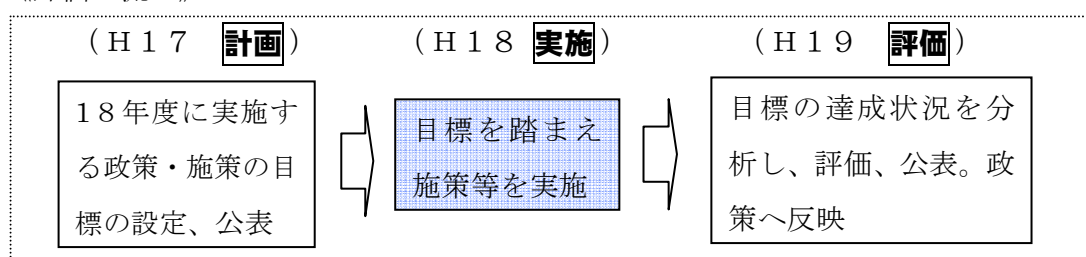 (H17 計画)
(H18 実施)
(H19 評価)
18年度に実施す
る政策・施策の目
標の設定、公表
目標を踏まえ
施策等を実施
目標の達成状況を分
析し、評価、公表。政
策へ反映